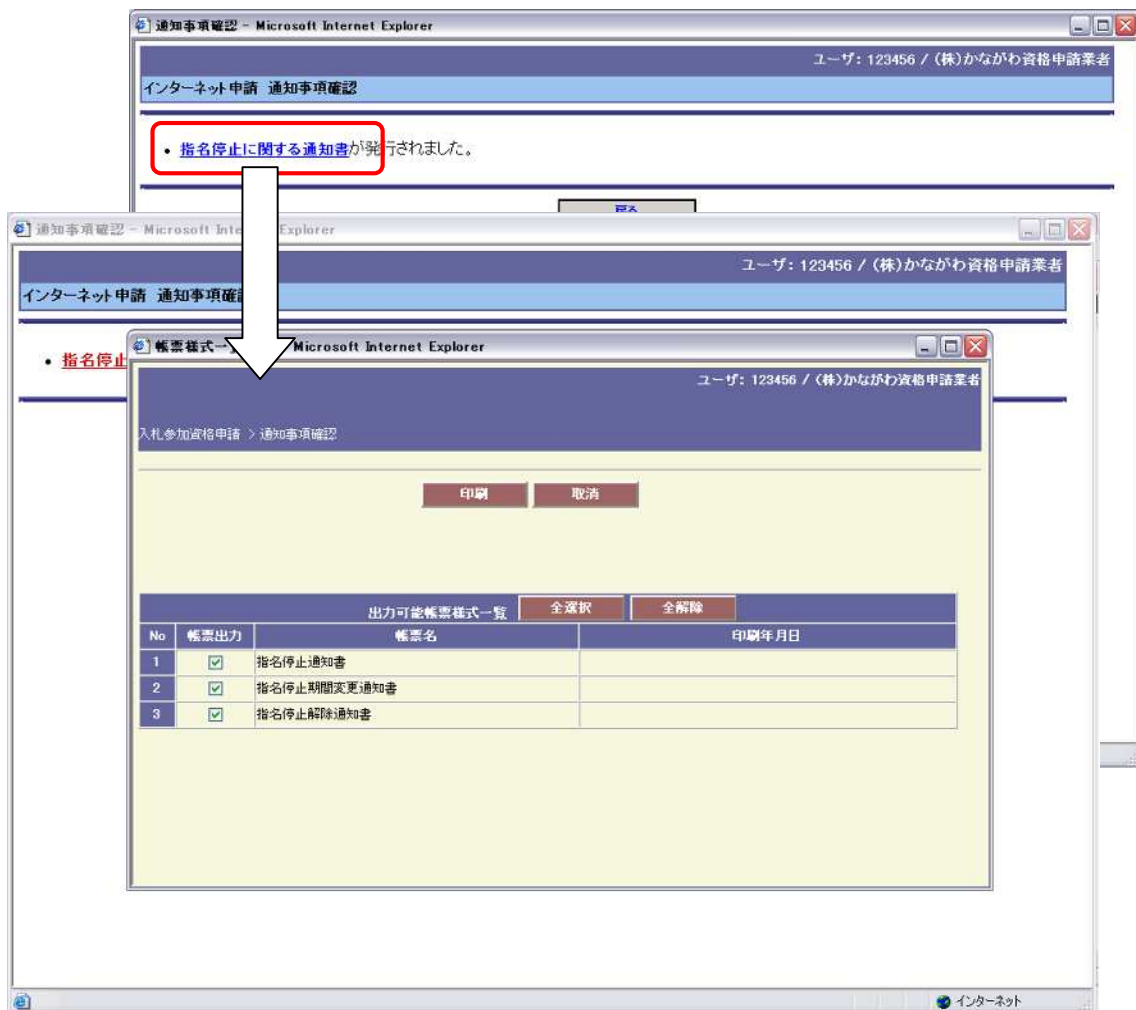 通知事項確認 - Microsoft Internet Explorer
ユーザ: 123456 / (株)かながわ資格申請業者
インターネット申請 通知事項確認
• 指名停止に関する通知書が発行されました。
戻る
通知事項確認 - Microsoft Inte Explorer
ユーザ: 123456 / (株)かながわ資格申請業者
インターネット申請 通知事項確認
• 指名停止
帳票様式一覧 Microsoft Internet Explorer
ユーザ: 123456 / (株)かながわ資格申請業者
入札参加資格申請 > 通知事項確認
印刷 取消
出力可能帳票様式一覧 全選択 全解除
No 帳票出力 帳票名 印刷年月日
1 指名停止通知書
2 指名停止期間変更通知書
3 指名停止解除通知書
インターネット